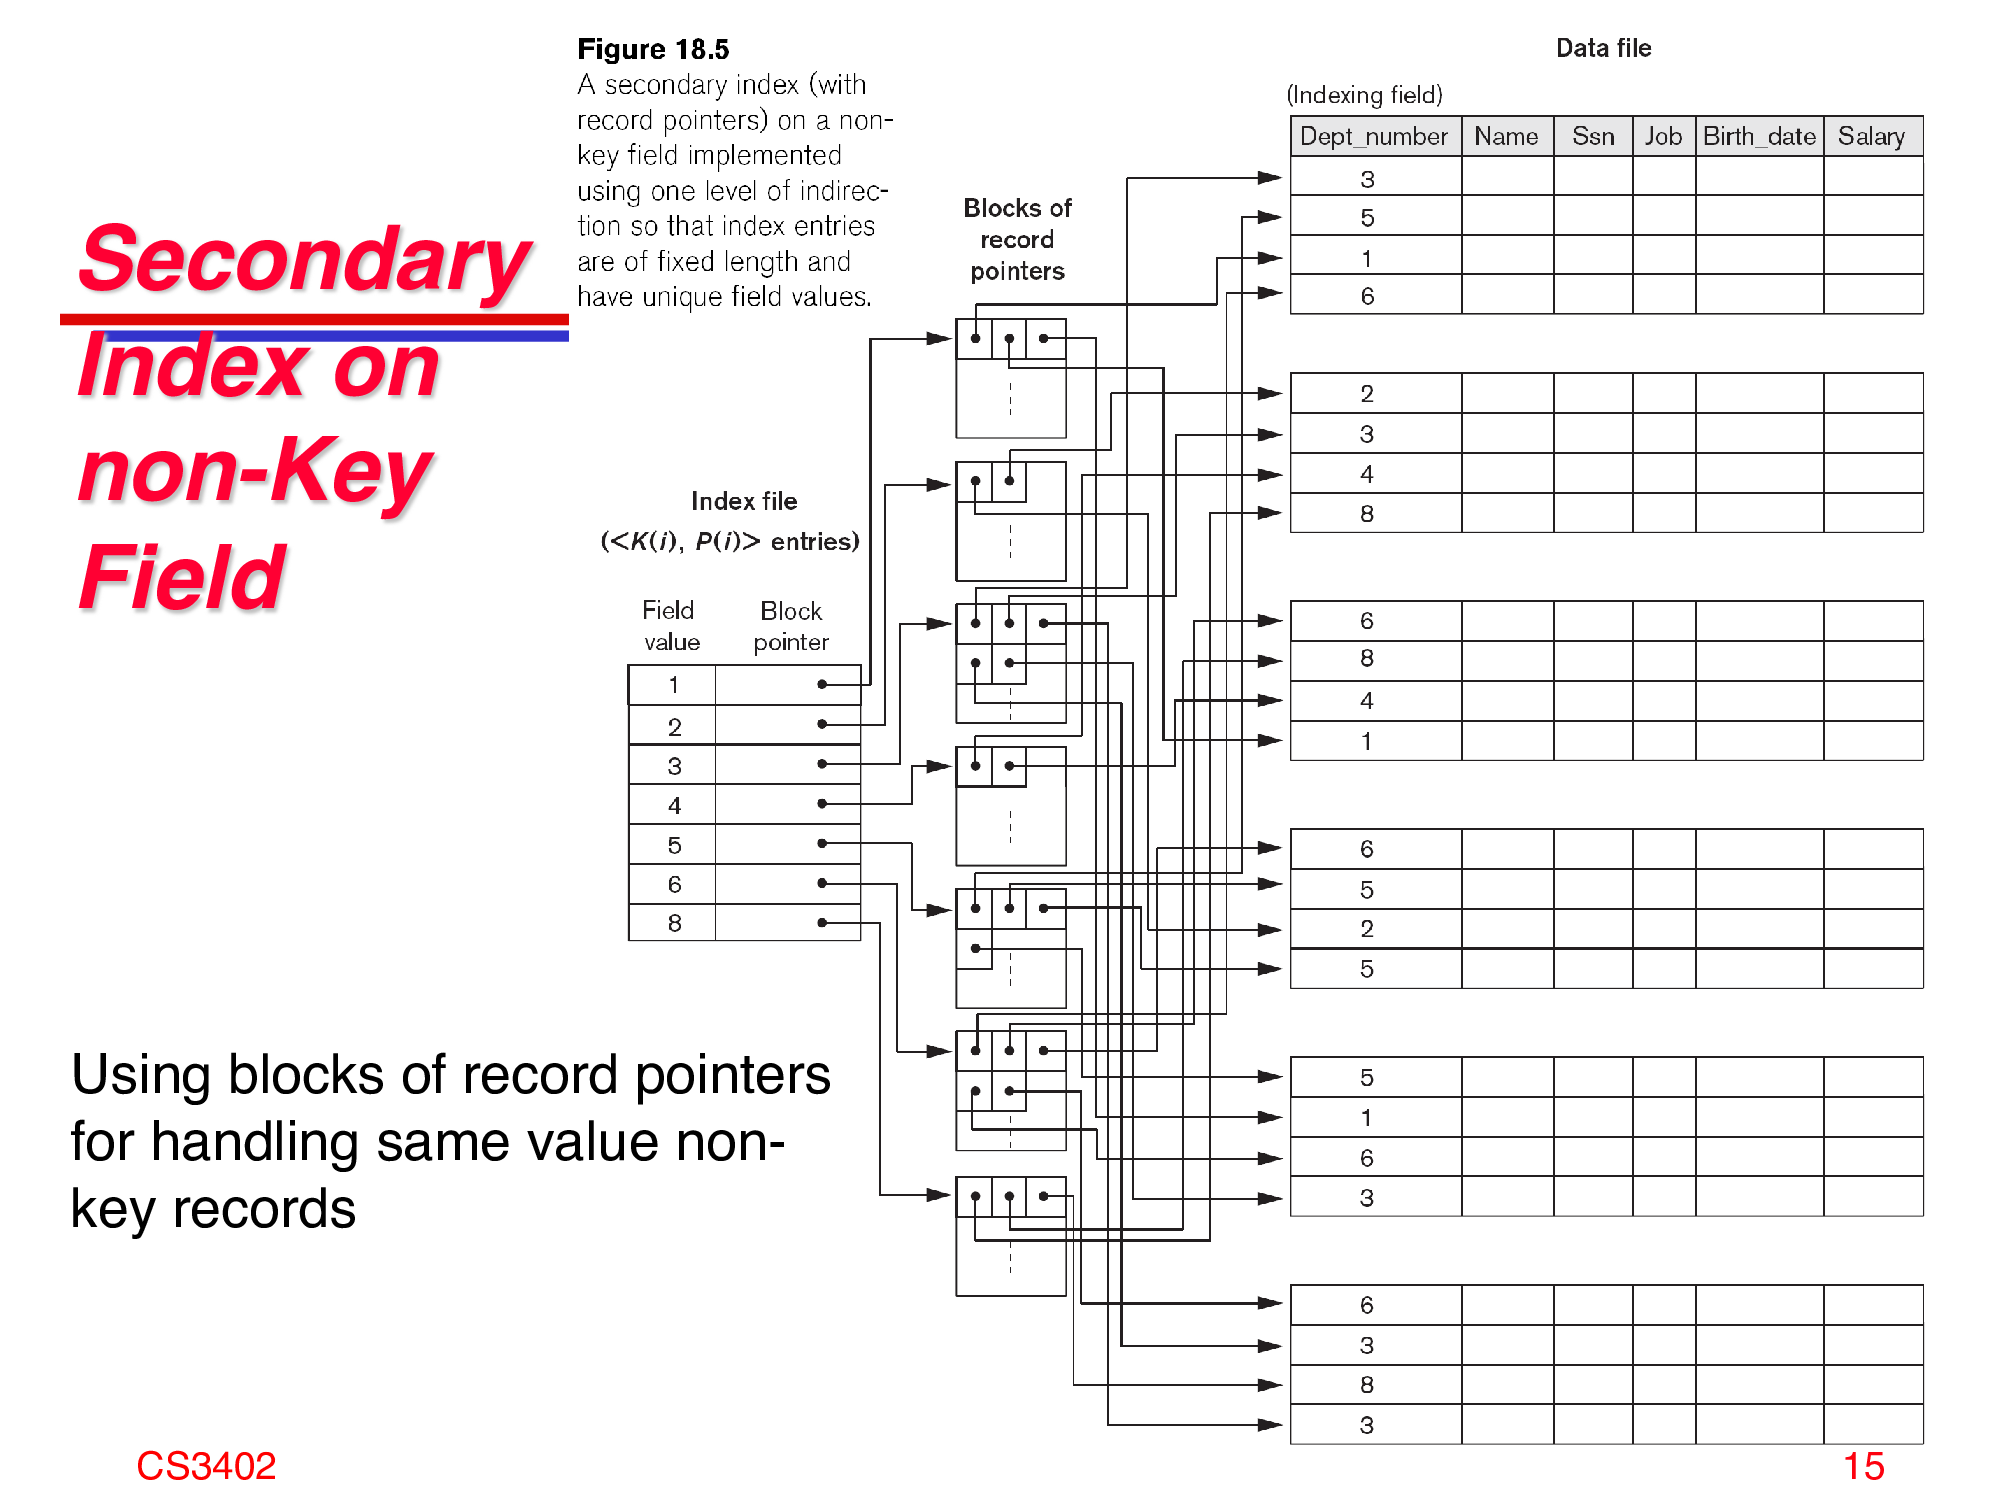 Secondary
Index on
non-Key
Field
Figure 18.5
A secondary index (with
record pointers) on a non-
key field implemented
using one level of indirec-
tion so that index entries
are of fixed length and
have unique field values.
Index file
(<K(i), P(i)> entries)
Field
value
Block
pointer
1
2
3
4
5
6
8
Blocks of
record
pointers
Data file
(Indexing field)
Dept_number Name Ssn Job Birth_date Salary
3
5
1
6
2
3
4
8
6
8
4
1
6
5
2
5
5
1
6
3
6
3
8
3
Using blocks of record pointers
for handling same value non-
key records
CS3402
15